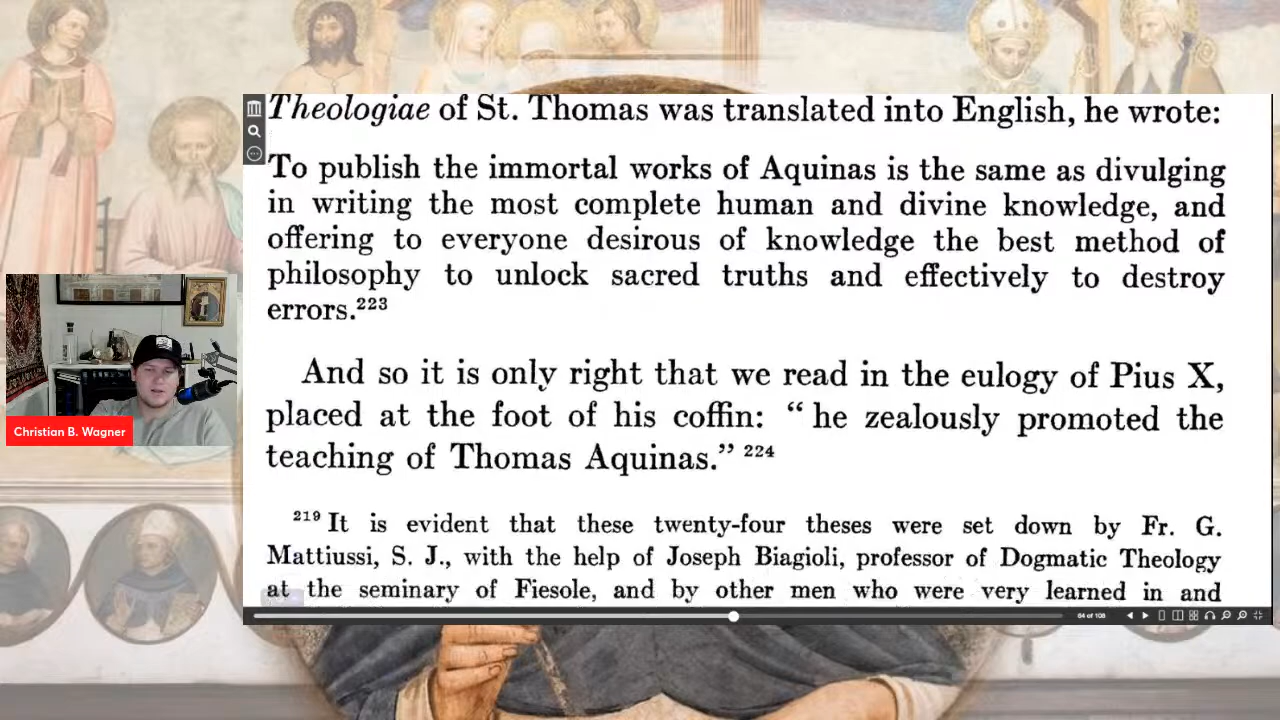 Theologiae of St. Thomas was translated into English, he wrote:
To publish the immortal works of Aquinas is the same as divulging
in writing the most complete human and divine knowledge, and
offering to everyone desirous of knowledge the best method of
philosophy to unlock sacred truths and effectively to destroy
errors.²²³
And so it is only right that we read in the eulogy of Pius X,
placed at the foot of his coffin: “ he zealously promoted the
teaching of Thomas Aquinas.” ²²⁴
²¹⁹ It is evident that these twenty-four theses were set down by Fr. G.
Mattiussi, S. J., with the help of Joseph Biagioli, professor of Dogmatic Theology
at the seminary of Fiesole, and by other men who were very learned in and
64 of 108
Christian B. Wagner